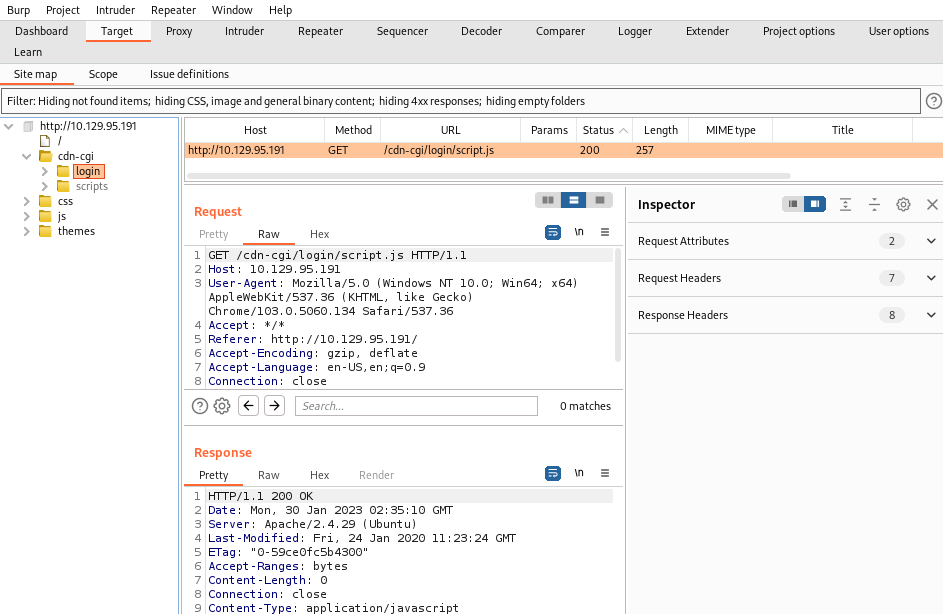 Burp Project Intruder Repeater Window Help
Dashboard Target Proxy Intruder Repeater Sequencer Decoder Comparer Logger Extender Project options User options
Learn
Site map Scope Issue definitions
Filter: Hiding not found items; hiding CSS, image and general binary content; hiding 4xx responses; hiding empty folders ?
http://10.129.95.191
/
cdn-cgi
login
scripts
css
js
themes
Host Method URL Params Status Length MIME type Title
http://10.129.95.191 GET /cdn-cgi/login/script.js 200 257
Request
Pretty Raw Hex \n
1 GET /cdn-cgi/login/script.js HTTP/1.1
2 Host: 10.129.95.191
3 User-Agent: Mozilla/5.0 (Windows NT 10.0; Win64; x64)
AppleWebKit/537.36 (KHTML, like Gecko)
Chrome/103.0.5060.134 Safari/537.36
4 Accept: */*
5 Referer: http://10.129.95.191/
6 Accept-Encoding: gzip, deflate
7 Accept-Language: en-US,en;q=0.9
8 Connection: close
? Search... 0 matches
Response
Pretty Raw Hex Render \n
1 HTTP/1.1 200 OK
2 Date: Mon, 30 Jan 2023 02:35:10 GMT
3 Server: Apache/2.4.29 (Ubuntu)
4 Last-Modified: Fri, 24 Jan 2020 11:23:24 GMT
5 ETag: "0-59ce0fc5b4300"
6 Accept-Ranges: bytes
7 Content-Length: 0
8 Connection: close
9 Content-Type: application/javascript
Inspector
Request Attributes 2
Request Headers 7
Response Headers 8